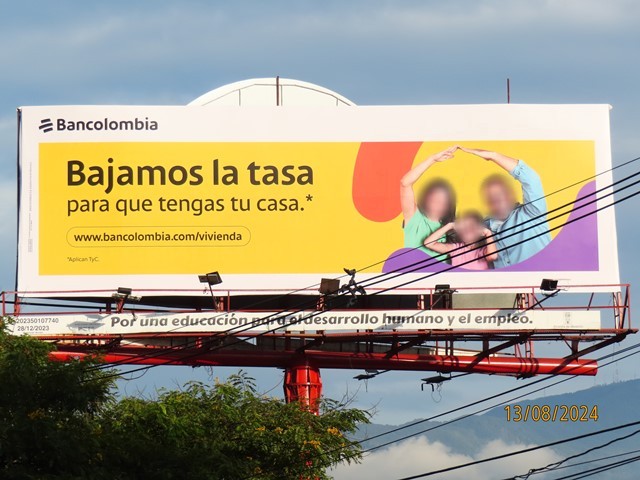 Bancolombia
Bajamos la tasa
para que tengas tu casa.*
www.bancolombia.com/vivienda
*Aplican TyC.
202350107740
28/12/2023
Por una educación para el desarrollo humano y el empleo.
13/08/2024